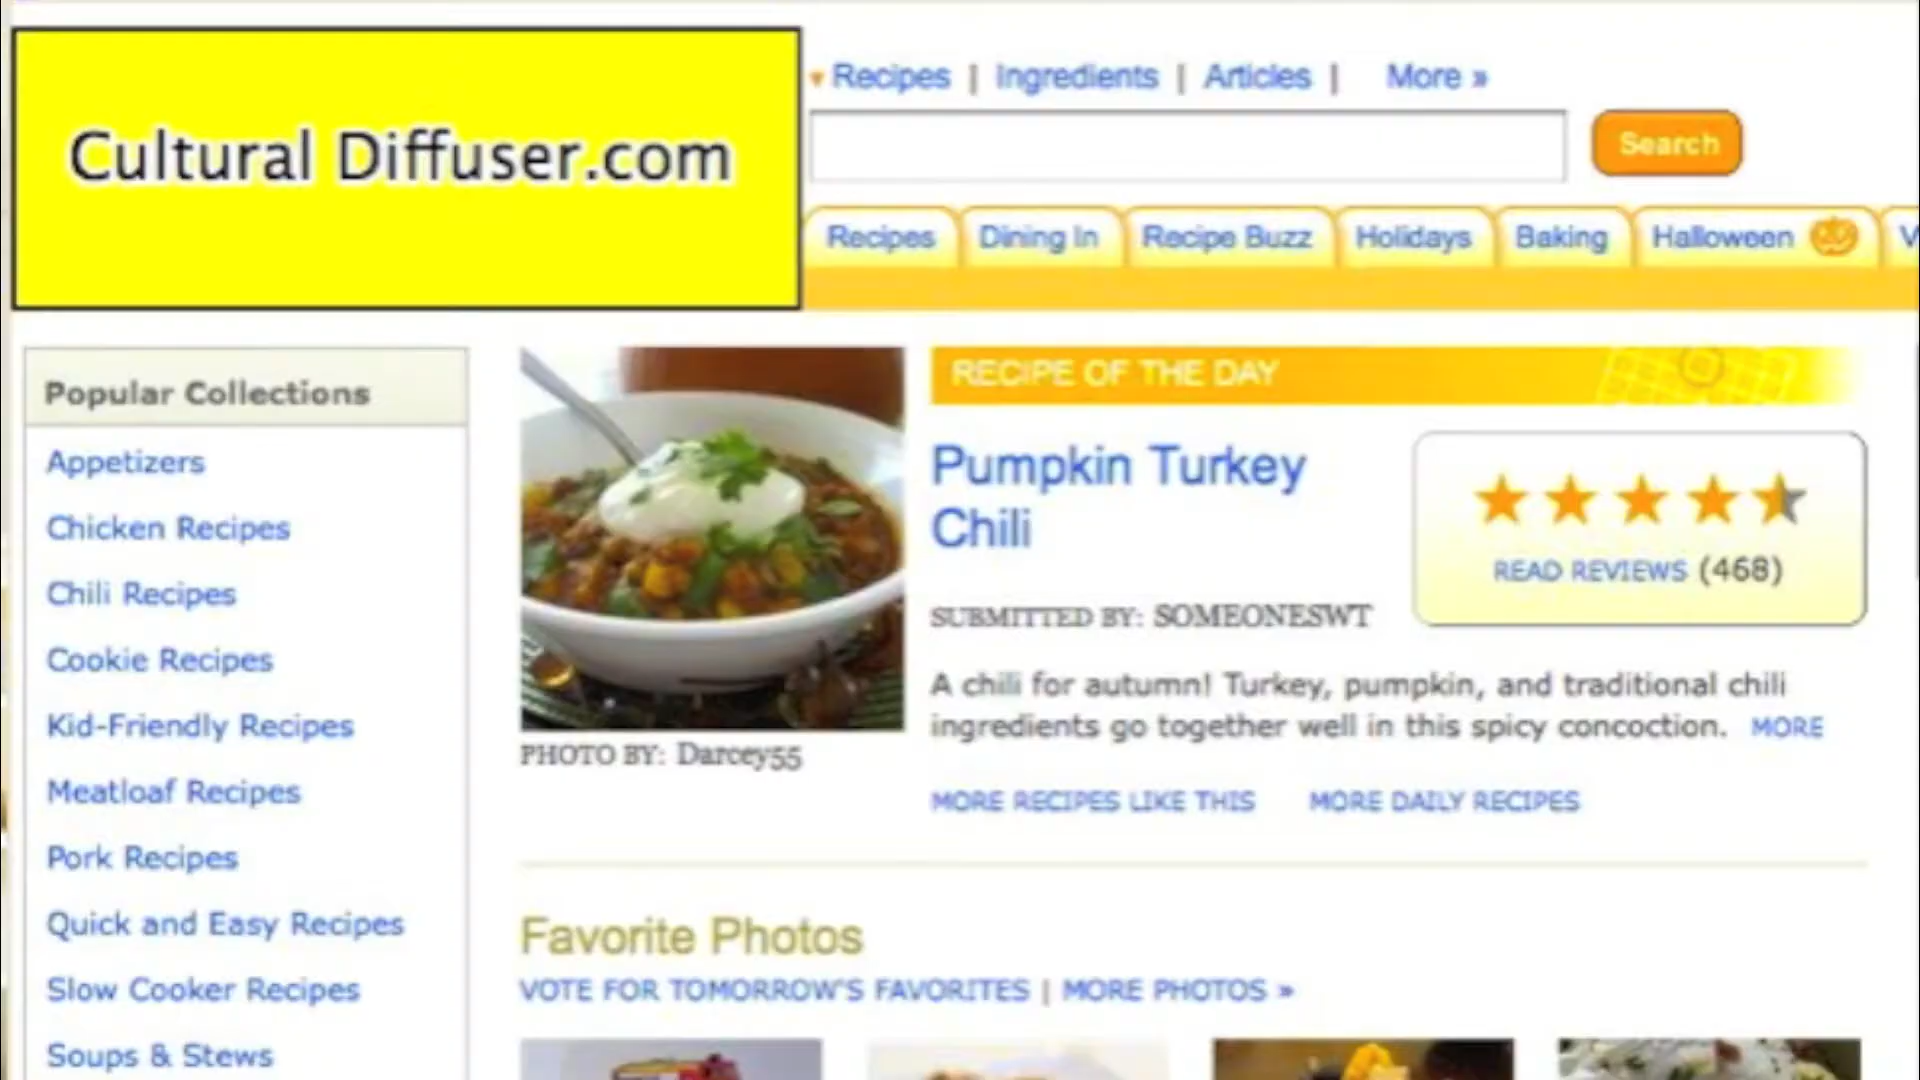 Cultural Diffuser.com
Recipes | Ingredients | Articles | More »
Search
Recipes
Dining In
Recipe Buzz
Holidays
Baking
Halloween
Popular Collections
Appetizers
Chicken Recipes
Chili Recipes
Cookie Recipes
Kid-Friendly Recipes
Meatloaf Recipes
Pork Recipes
Quick and Easy Recipes
Slow Cooker Recipes
Soups & Stews
PHOTO BY: Darcey55
RECIPE OF THE DAY
Pumpkin Turkey
Chili
READ REVIEWS (468)
SUBMITTED BY: SOMEONESWT
A chili for autumn! Turkey, pumpkin, and traditional chili
ingredients go together well in this spicy concoction. MORE
MORE RECIPES LIKE THIS
MORE DAILY RECIPES
Favorite Photos
VOTE FOR TOMORROW'S FAVORITES | MORE PHOTOS »